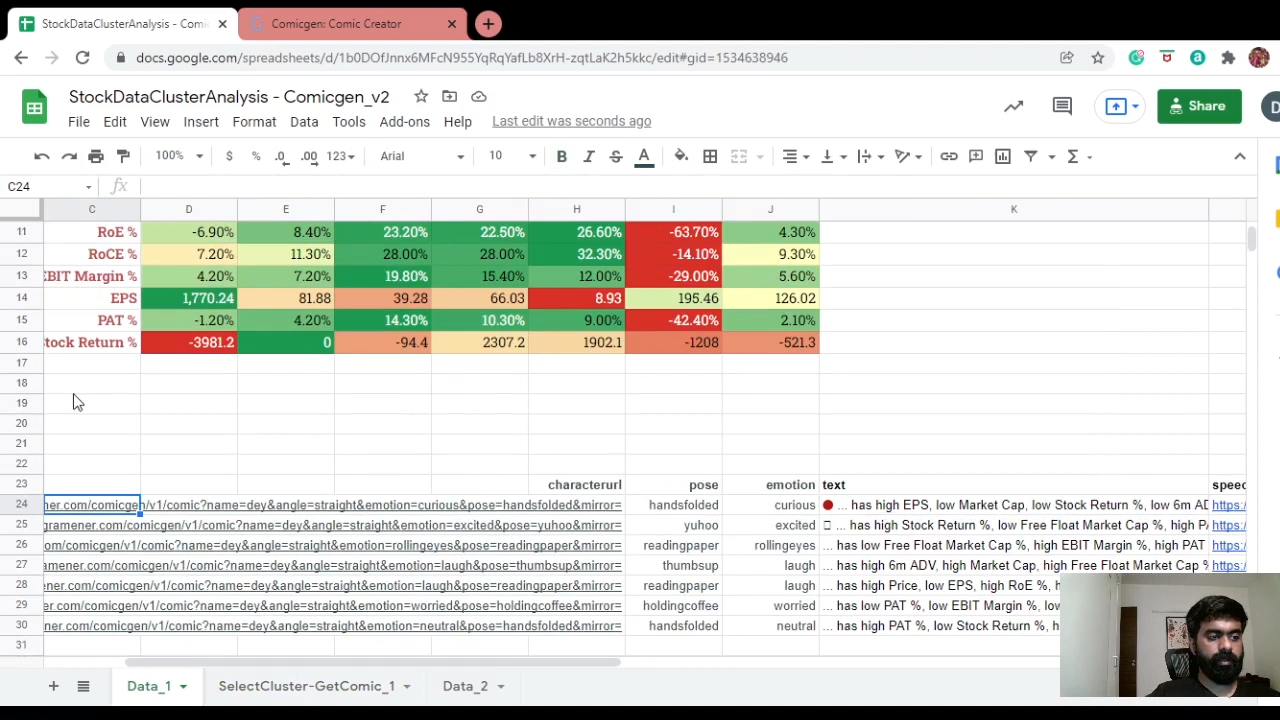 StockDataClusterAnalysis - Comic
Comicgen: Comic Creator
docs.google.com/spreadsheets/d/1b0DOfJnnx6MFcN955YqRqYafLb8XrH-zqtLaK2h5kkc/edit#gid=1534638946
StockDataClusterAnalysis - Comicgen_v2
File Edit View Insert Format Data Tools Add-ons Help Last edit was seconds ago
Share
100% $ % .0 .00 123 Arial 10 B I S A
C24
C D E F G H I J K
11 RoE % -6.90% 8.40% 23.20% 22.50% 26.60% -63.70% 4.30%
12 RoCE % 7.20% 11.30% 28.00% 28.00% 32.30% -14.10% 9.30%
13 EBIT Margin % 4.20% 7.20% 19.80% 15.40% 12.00% -29.00% 5.60%
14 EPS 1,770.24 81.88 39.28 66.03 8.93 195.46 126.02
15 PAT % -1.20% 4.20% 14.30% 10.30% 9.00% -42.40% 2.10%
16 Stock Return % -3981.2 0 -94.4 2307.2 1902.1 -1208 -521.3
17
18
19
20
21
22
23 characterurl pose emotion text speec
24 ner.com/comicgen/v1/comic?name=dey&angle=straight&emotion=curious&pose=handsfolded&mirror= handsfolded curious ... has high EPS, low Market Cap, low Stock Return %, low 6m AD https:/
25 gramener.com/comicgen/v1/comic?name=dey&angle=straight&emotion=excited&pose=yuhoo&mirror= yuhoo excited ... has high Stock Return %, low Free Float Market Cap %, high PA https:/
26 .com/comicgen/v1/comic?name=dey&angle=straight&emotion=rollingeyes&pose=readingpaper&mirror= readingpaper rollingeyes ... has low Free Float Market Cap %, high EBIT Margin %, high PAT https:/
27 amener.com/comicgen/v1/comic?name=dey&angle=straight&emotion=laugh&pose=thumbsup&mirror= thumbsup laugh ... has high 6m ADV, high Market Cap, high Free Float Market Cap % https:/
28 ner.com/comicgen/v1/comic?name=dey&angle=straight&emotion=laugh&pose=readingpaper&mirror= readingpaper laugh ... has high Price, low EPS, high RoE %, h
29 er.com/comicgen/v1/comic?name=dey&angle=straight&emotion=worried&pose=holdingcoffee&mirror= holdingcoffee worried ... has low PAT %, low EBIT Margin %, low
30 ner.com/comicgen/v1/comic?name=dey&angle=straight&emotion=neutral&pose=handsfolded&mirror= handsfolded neutral ... has high PAT %, low Stock Return %, h
31
Data_1 SelectCluster-GetComic_1 Data_2